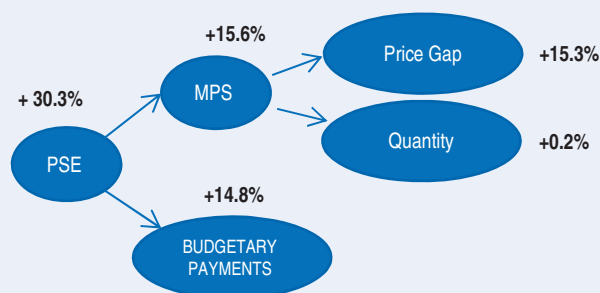 +15.6%
Price Gap
+15.3%
+ 30.3%
MPS
Quantity
+0.2%
PSE
+14.8%
BUDGETARY
PAYMENTS